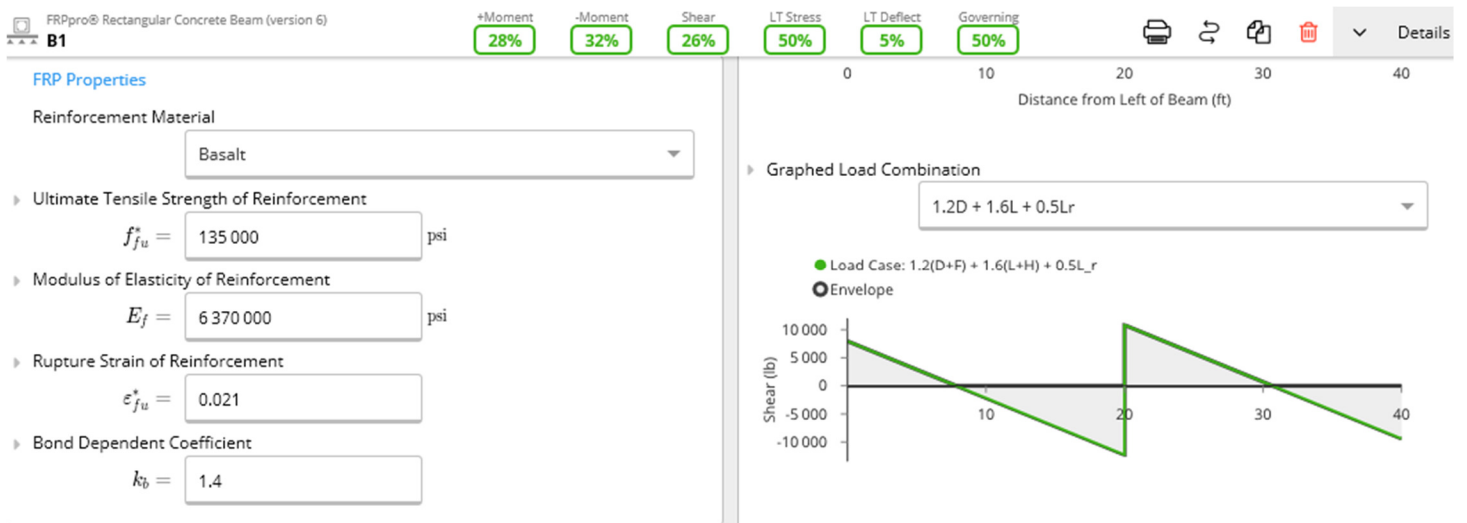 FRPpro® Rectangular Concrete Beam (version 6)
B1
+Moment
28%
-Moment
32%
Shear
26%
LT Stress
50%
LT Deflect
5%
Governing
50%
Details
FRP Properties
Reinforcement Material
Basalt
Ultimate Tensile Strength of Reinforcement
f*fu = 135 000 psi
Modulus of Elasticity of Reinforcement
Ef = 6 370 000 psi
Rupture Strain of Reinforcement
ε*fu = 0.021
Bond Dependent Coefficient
kb = 1.4
0 10 20 30 40
Distance from Left of Beam (ft)
Graphed Load Combination
1.2D + 1.6L + 0.5Lr
Load Case: 1.2(D+F) + 1.6(L+H) + 0.5L_r
Envelope
Shear (lb)
10 000
5 000
0
-5 000
-10 000
10 20 30 40